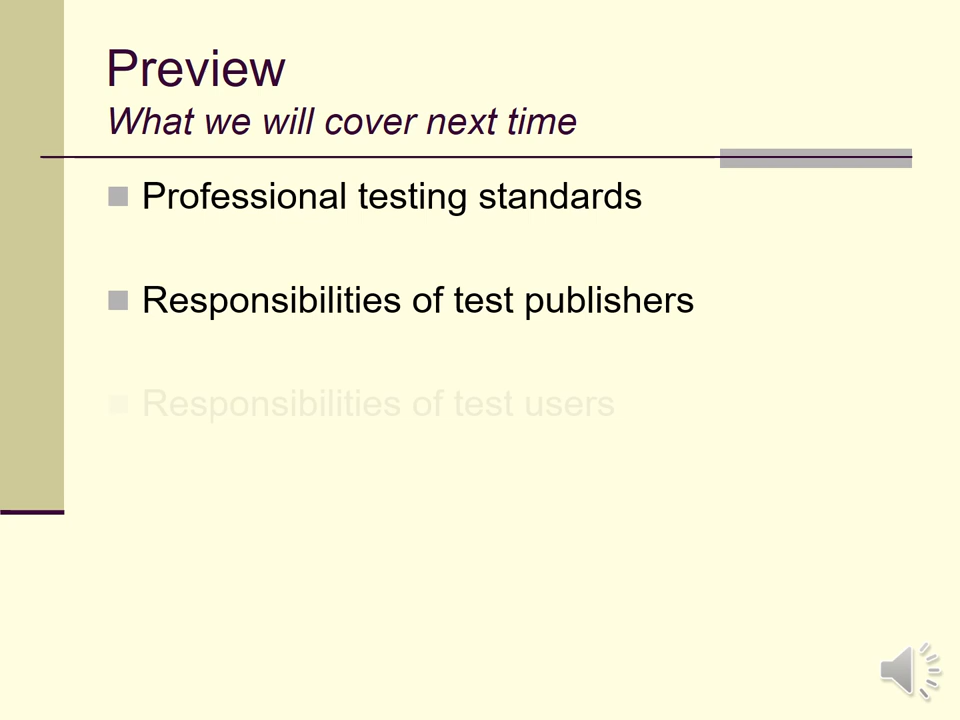 Preview
What we will cover next time
Professional testing standards
Responsibilities of test publishers
Responsibilities of test users